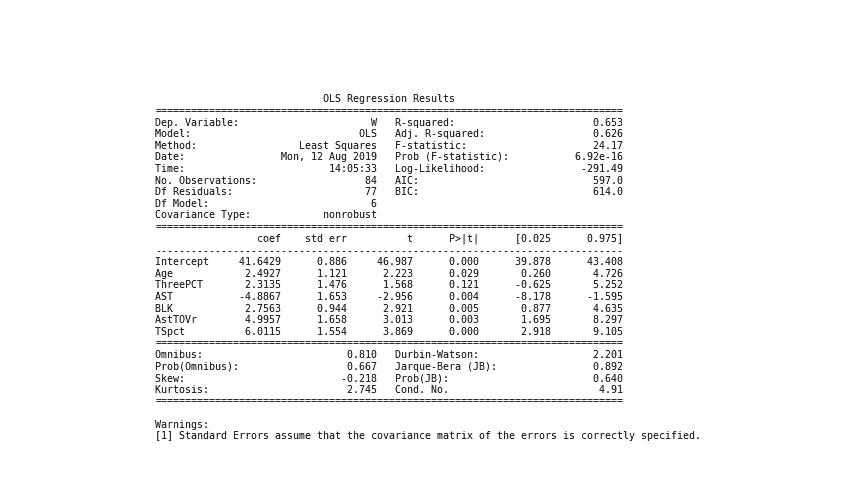 OLS Regression Results
==============================================================================
Dep. Variable:                      W   R-squared:                       0.653
Model:                            OLS   Adj. R-squared:                  0.626
Method:                 Least Squares   F-statistic:                     24.17
Date:                Mon, 12 Aug 2019   Prob (F-statistic):           6.92e-16
Time:                        14:05:33   Log-Likelihood:                -291.49
No. Observations:                  84   AIC:                             597.0
Df Residuals:                      77   BIC:                             614.0
Df Model:                           6
Covariance Type:            nonrobust
==============================================================================
                 coef    std err          t      P>|t|      [0.025      0.975]
------------------------------------------------------------------------------
Intercept     41.6429      0.886     46.987      0.000      39.878      43.408
Age            2.4927      1.121      2.223      0.029       0.260       4.726
ThreePCT       2.3135      1.476      1.568      0.121      -0.625       5.252
AST           -4.8867      1.653     -2.956      0.004      -8.178      -1.595
BLK            2.7563      0.944      2.921      0.005       0.877       4.635
AstTOVr        4.9957      1.658      3.013      0.003       1.695       8.297
TSpct          6.0115      1.554      3.869      0.000       2.918       9.105
==============================================================================
Omnibus:                        0.810   Durbin-Watson:                   2.201
Prob(Omnibus):                  0.667   Jarque-Bera (JB):                0.892
Skew:                          -0.218   Prob(JB):                        0.640
Kurtosis:                       2.745   Cond. No.                         4.91
==============================================================================

Warnings:
[1] Standard Errors assume that the covariance matrix of the errors is correctly specified.